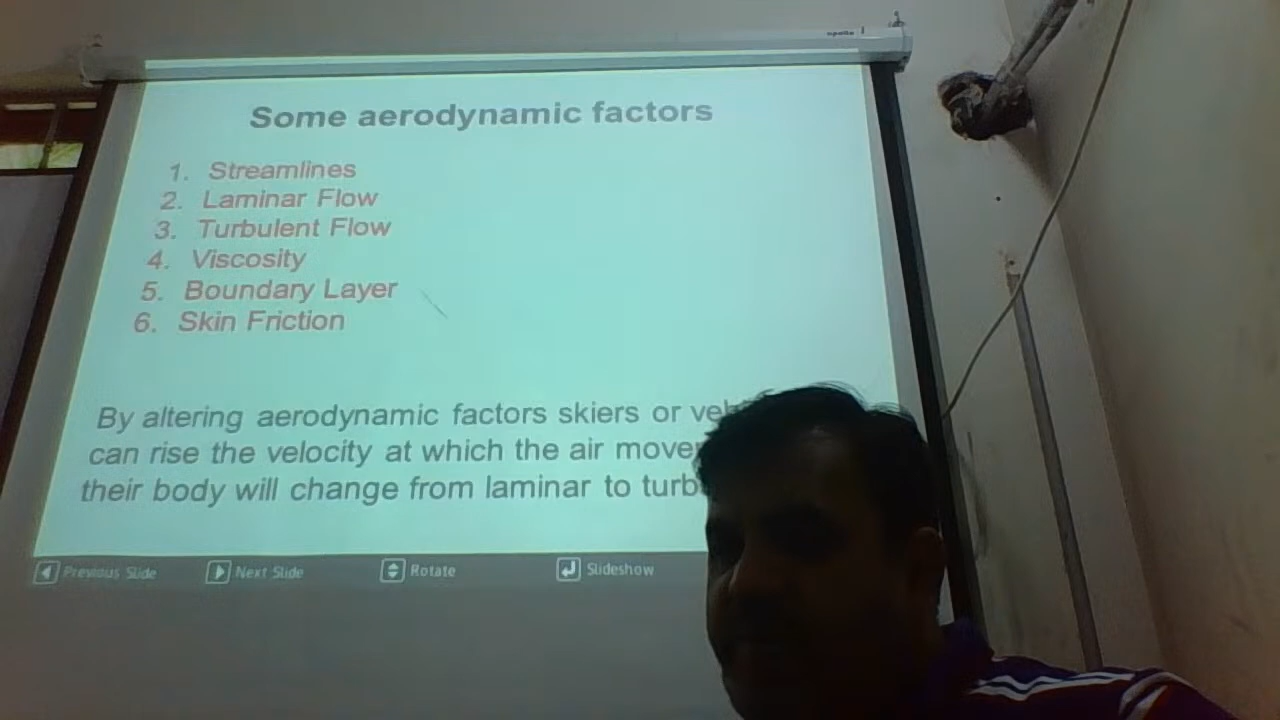 apollo
Some aerodynamic factors
1. Streamlines
2. Laminar Flow
3. Turbulent Flow
4. Viscosity
5. Boundary Layer
6. Skin Friction
By altering aerodynamic factors skiers or
can rise the velocity at which the air
their body will change from laminar to
Previous Slide Next Slide Rotate Slideshow